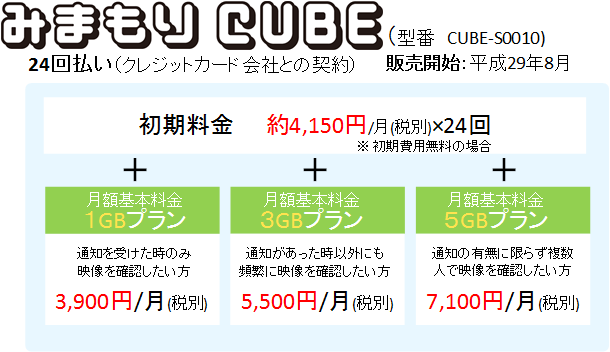 みまもり CUBE (型番 CUBE-S0010)
24回払い(クレジットカード会社との契約) 販売開始: 平成29年8月
初期料金 約4,150円/月(税別)×24回
※ 初期費用無料の場合
+ + +
月額基本料金 月額基本料金 月額基本料金
1GBプラン 3GBプラン 5GBプラン
通知を受けた時のみ 通知があった時以外にも 通知の有無に限らず複数
映像を確認したい方 頻繁に映像を確認したい方 人で映像を確認したい方
3,900円/月(税別) 5,500円/月(税別) 7,100円/月(税別)